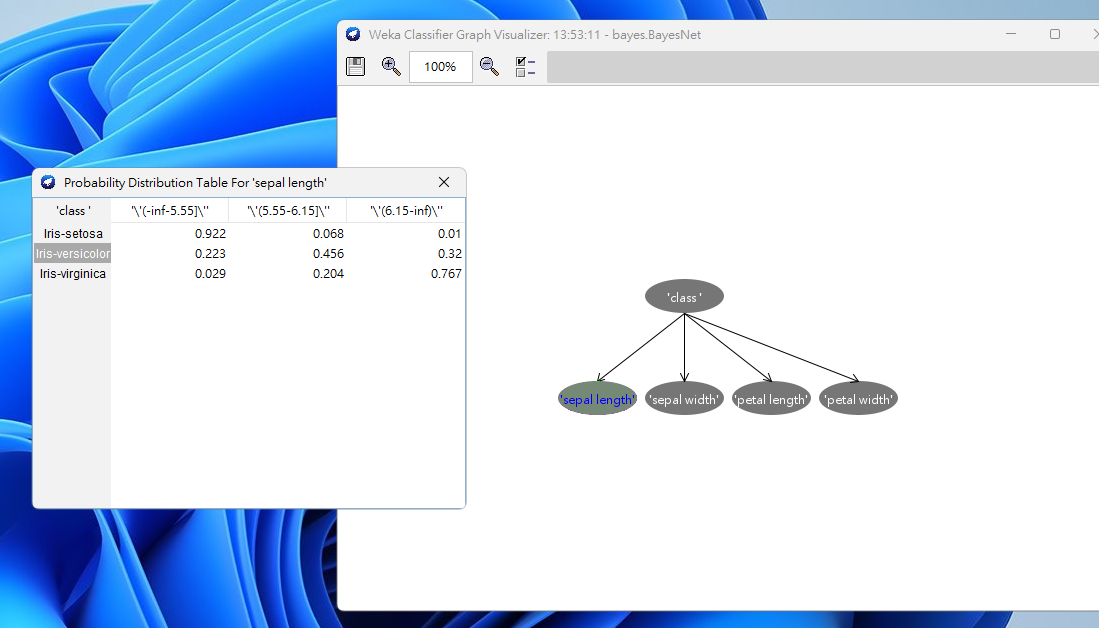 Weka Classifier Graph Visualizer: 13:53:11 - bayes.BayesNet
100%
Probability Distribution Table For 'sepal length'
'class ' '\'(-inf-5.55]\'' '\'(5.55-6.15]\'' '\'(6.15-inf)\''
Iris-setosa 0.922 0.068 0.01
Iris-versicolor 0.223 0.456 0.32
Iris-virginica 0.029 0.204 0.767
'class '
'sepal length' 'sepal width' 'petal length' 'petal width'